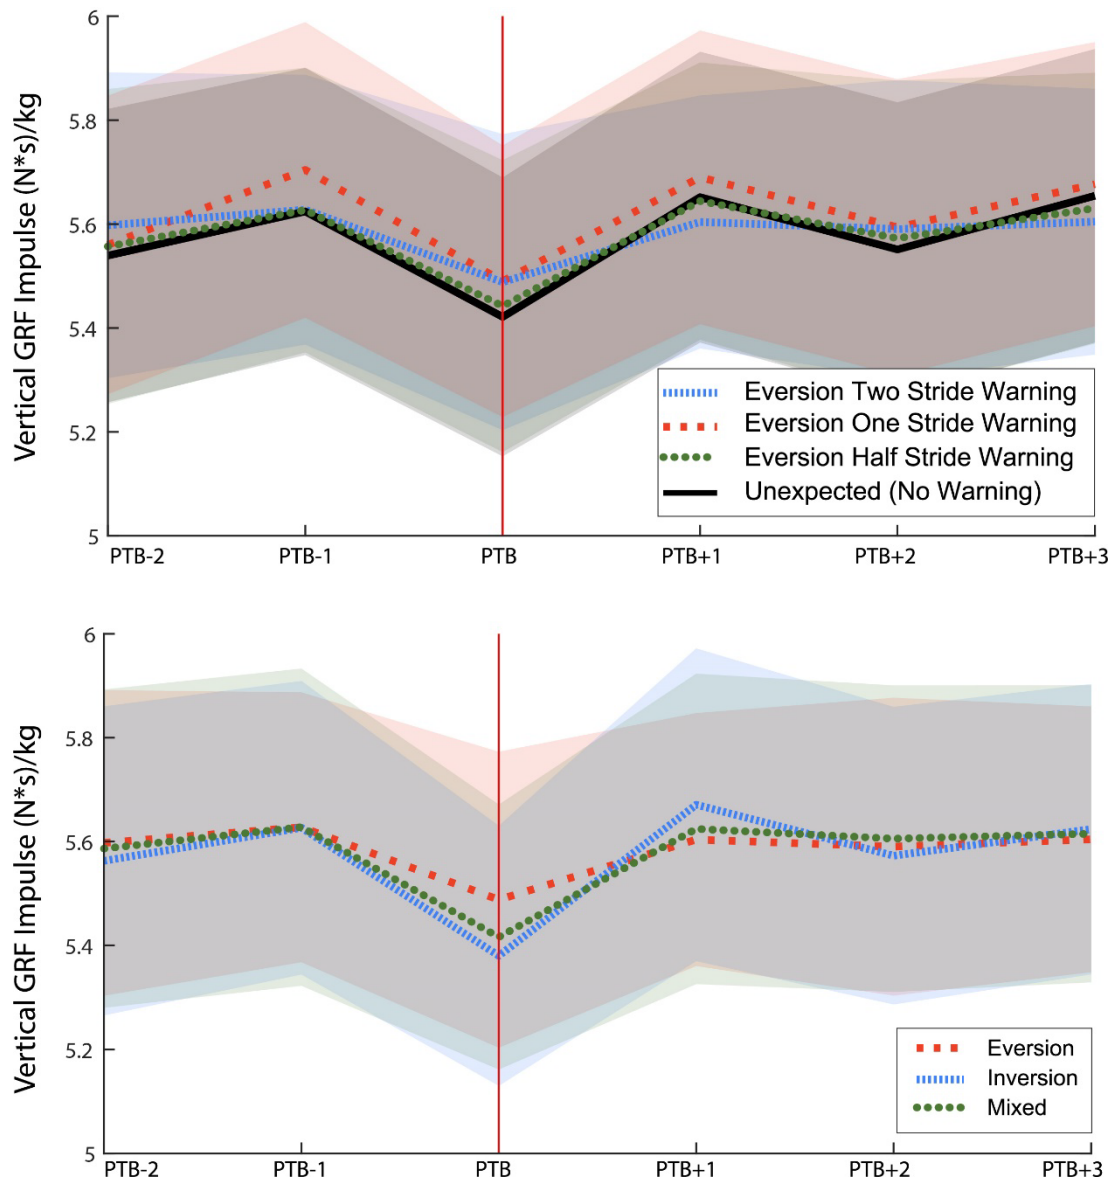 Vertical GRF Impulse (N*s)/kg
6
5.8
5.6
5.4
5.2
5
Eversion Two Stride Warning
Eversion One Stride Warning
Eversion Half Stride Warning
Unexpected (No Warning)
PTB-2 PTB-1 PTB PTB+1 PTB+2 PTB+3
Vertical GRF Impulse (N*s)/kg
6
5.8
5.6
5.4
5.2
5
Eversion
Inversion
Mixed
PTB-2 PTB-1 PTB PTB+1 PTB+2 PTB+3